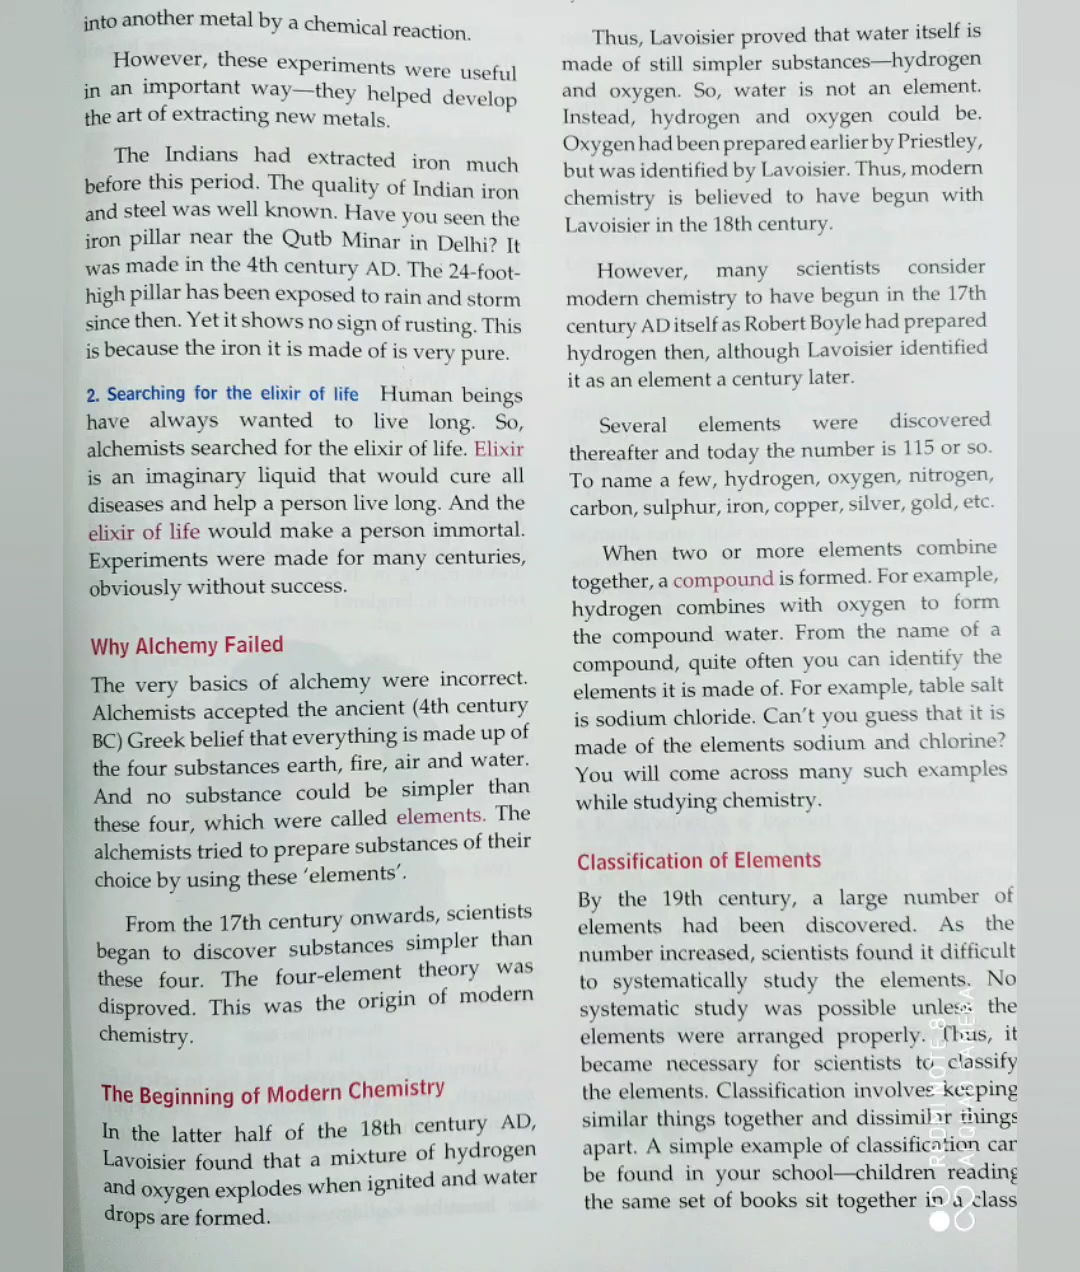 into another metal by a chemical reaction.
However, these experiments were useful
in an important way—they helped develop
the art of extracting new metals.
The Indians had extracted iron much
before this period. The quality of Indian iron
and steel was well known. Have you seen the
iron pillar near the Qutb Minar in Delhi? It
was made in the 4th century AD. The 24-foot-
high pillar has been exposed to rain and storm
since then. Yet it shows no sign of rusting. This
is because the iron it is made of is very pure.
2. Searching for the elixir of life Human beings
have always wanted to live long. So,
alchemists searched for the elixir of life. Elixir
is an imaginary liquid that would cure all
diseases and help a person live long. And the
elixir of life would make a person immortal.
Experiments were made for many centuries,
obviously without success.
Why Alchemy Failed
The very basics of alchemy were incorrect.
Alchemists accepted the ancient (4th century
BC) Greek belief that everything is made up of
the four substances earth, fire, air and water.
And no substance could be simpler than
these four, which were called elements. The
alchemists tried to prepare substances of their
choice by using these 'elements'.
From the 17th century onwards, scientists
began to discover substances simpler than
these four. The four-element theory was
disproved. This was the origin of modern
chemistry.
The Beginning of Modern Chemistry
In the latter half of the 18th century AD,
Lavoisier found that a mixture of hydrogen
and oxygen explodes when ignited and water
drops are formed.
Thus, Lavoisier proved that water itself is
made of still simpler substances—hydrogen
and oxygen. So, water is not an element.
Instead, hydrogen and oxygen could be.
Oxygen had been prepared earlier by Priestley,
but was identified by Lavoisier. Thus, modern
chemistry is believed to have begun with
Lavoisier in the 18th century.
However, many scientists consider
modern chemistry to have begun in the 17th
century AD itself as Robert Boyle had prepared
hydrogen then, although Lavoisier identified
it as an element a century later.
Several elements were discovered
thereafter and today the number is 115 or so.
To name a few, hydrogen, oxygen, nitrogen,
carbon, sulphur, iron, copper, silver, gold, etc.
When two or more elements combine
together, a compound is formed. For example,
hydrogen combines with oxygen to form
the compound water. From the name of a
compound, quite often you can identify the
elements it is made of. For example, table salt
is sodium chloride. Can't you guess that it is
made of the elements sodium and chlorine?
You will come across many such examples
while studying chemistry.
Classification of Elements
By the 19th century, a large number of
elements had been discovered. As the
number increased, scientists found it difficult
to systematically study the elements. No
systematic study was possible unless the
elements were arranged properly. Thus, it
became necessary for scientists to classify
the elements. Classification involves keeping
similar things together and dissimilar things
apart. A simple example of classification can
be found in your school—children reading
the same set of books sit together in a class
REDMI NOTE 8